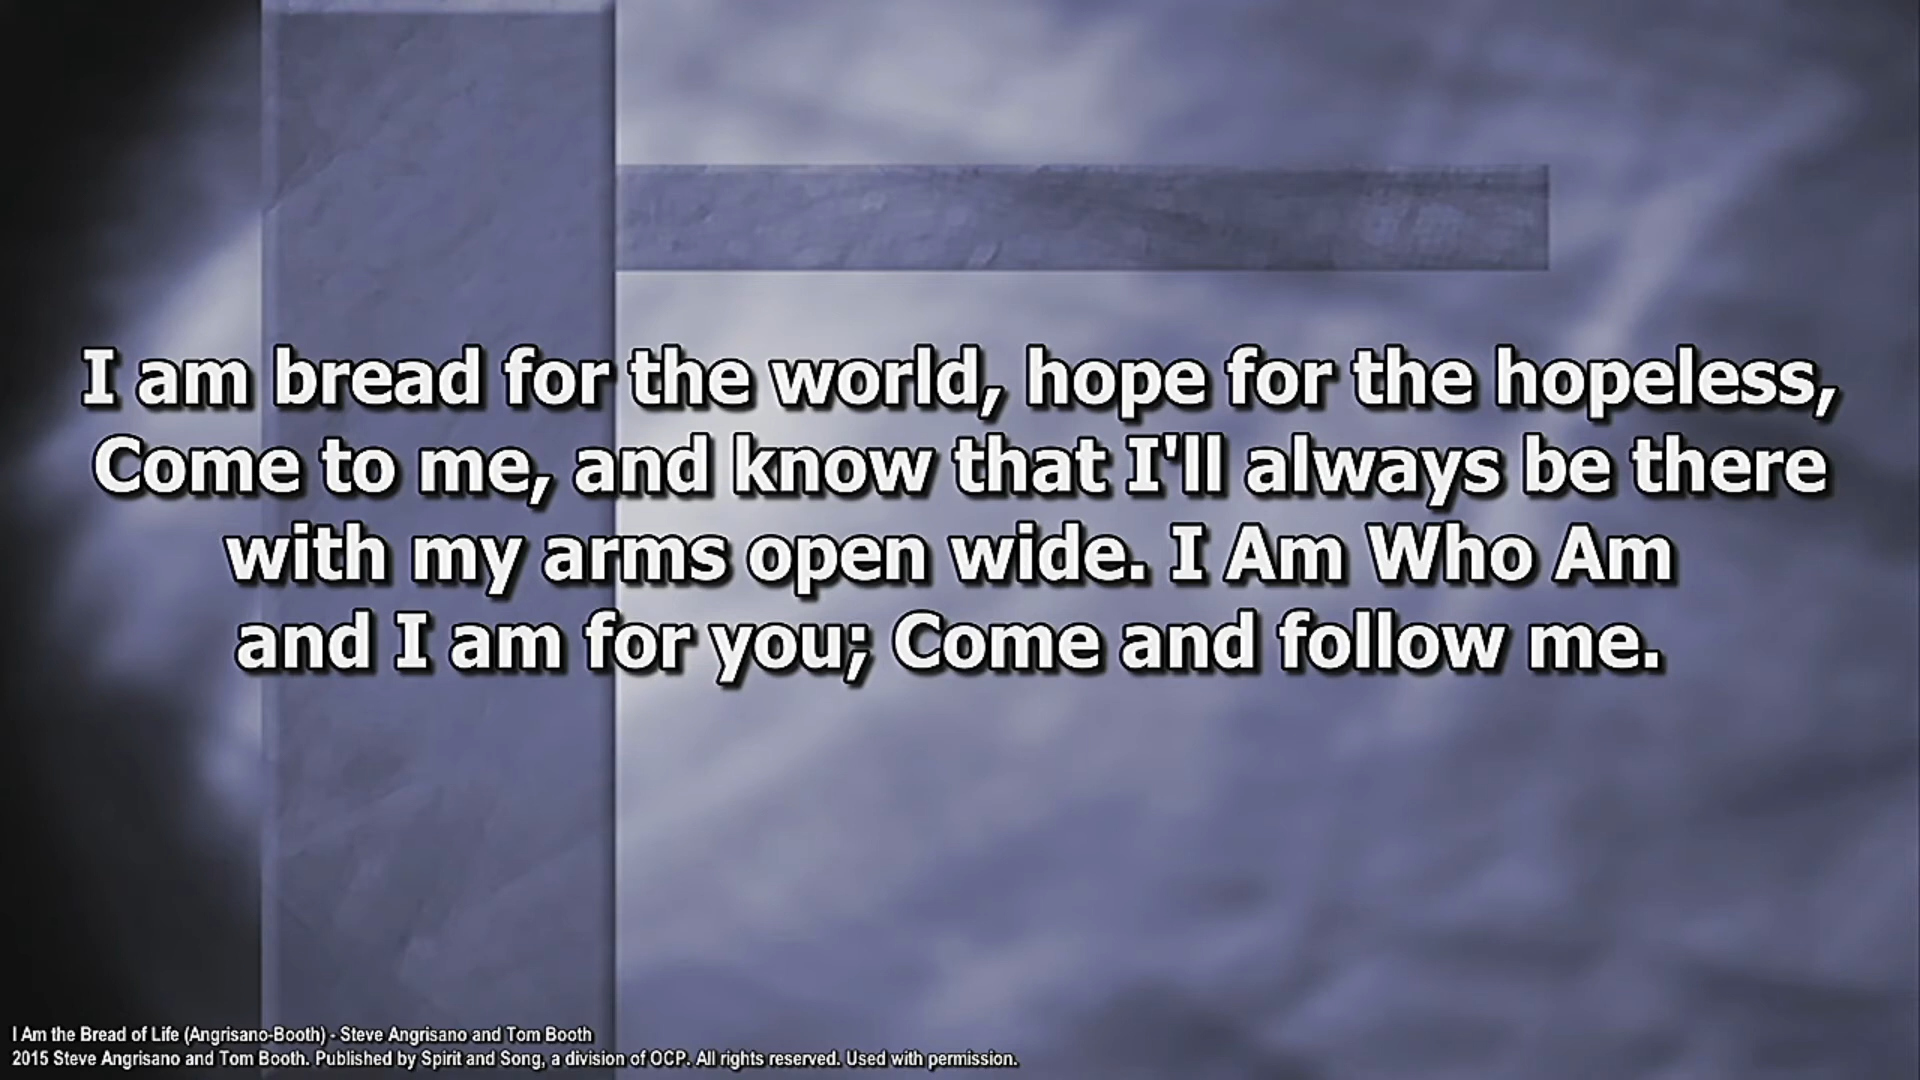 I am bread for the world, hope for the hopeless,
Come to me, and know that I'll always be there
with my arms open wide. I Am Who Am
and I am for you; Come and follow me.
I Am the Bread of Life (Angrisano-Booth) - Steve Angrisano and Tom Booth
2015 Steve Angrisano and Tom Booth. Published by Spirit and Song, a division of OCP. All rights reserved. Used with permission.